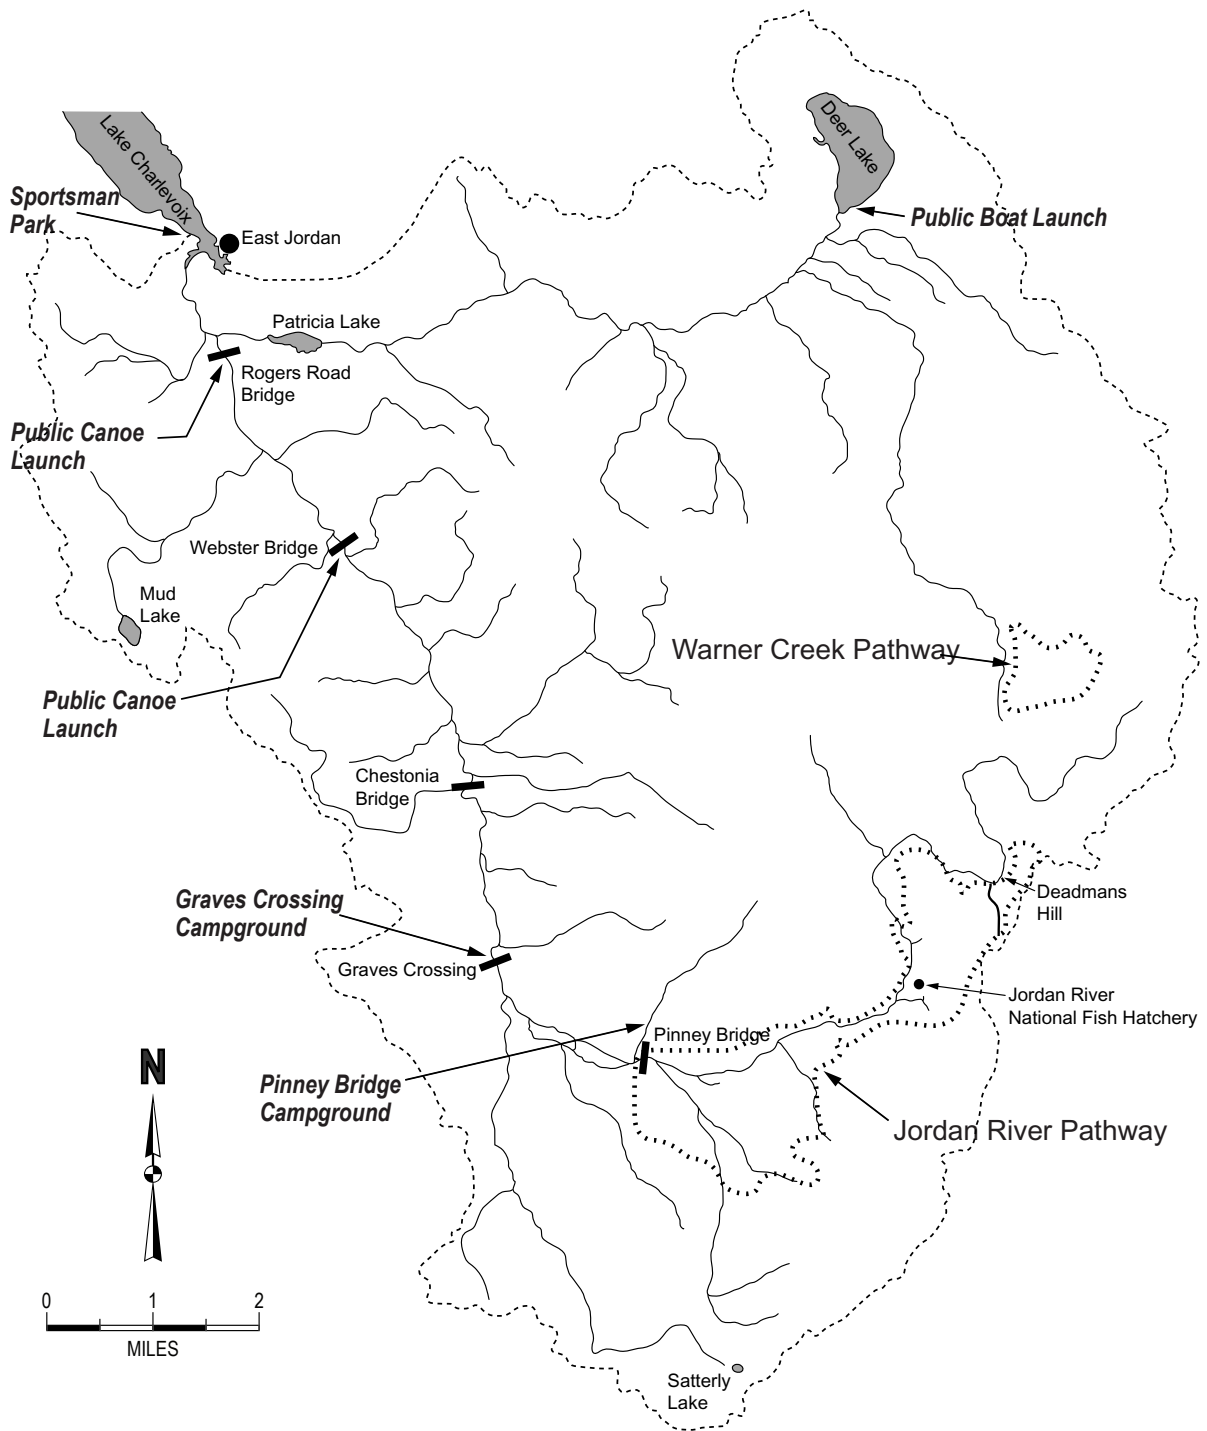 Deer Lake
Lake Charlevoix
Sportsman
Park
Public Boat Launch
East Jordan
Patricia Lake
Rogers Road
Bridge
Public Canoe
Launch
Webster Bridge
Mud
Lake
Warner Creek Pathway
Public Canoe
Launch
Chestonia
Bridge
Deadmans
Hill
Graves Crossing
Campground
Graves Crossing
Jordan River
National Fish Hatchery
Pinney Bridge
Pinney Bridge
Campground
N
Jordan River Pathway
0 1 2
MILES
Satterly
Lake